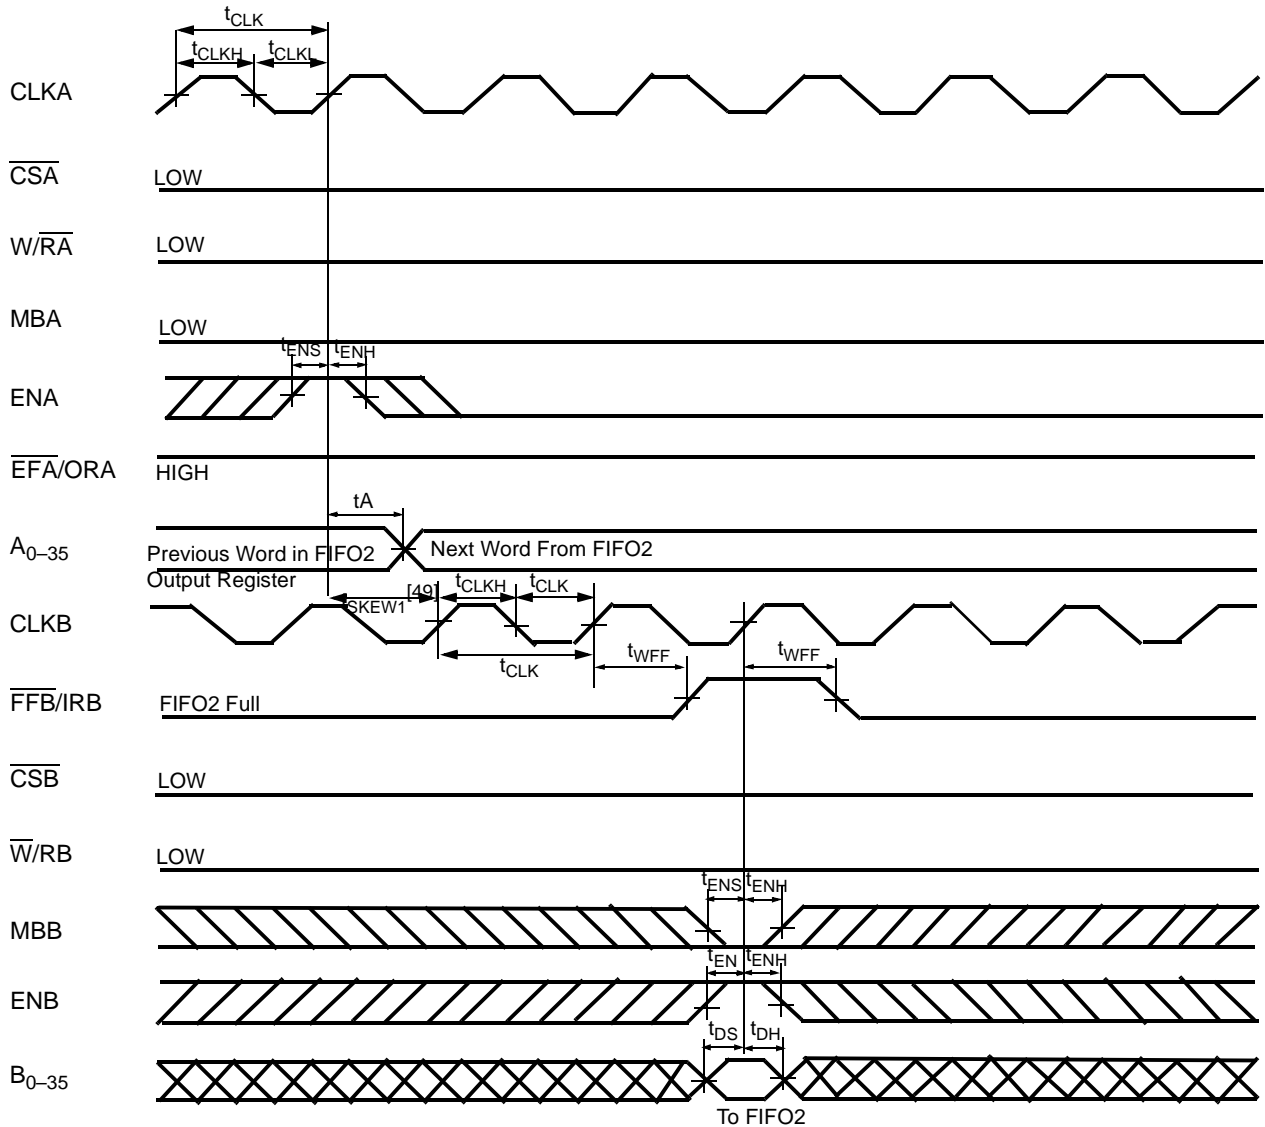 tCLK
tCLKH tCLKL
CLKA
CSA LOW
W/RA LOW
MBA LOW
tENS tENH
ENA
EFA/ORA HIGH
tA
A0–35 Previous Word in FIFO2 Next Word From FIFO2
Output Register
tSKEW1[49] tCLKH tCLK
CLKB
tCLK tWFF tWFF
FFB/IRB FIFO2 Full
CSB LOW
W/RB LOW
tENS tENH
MBB
tEN tENH
ENB
tDS tDH
B0–35
To FIFO2